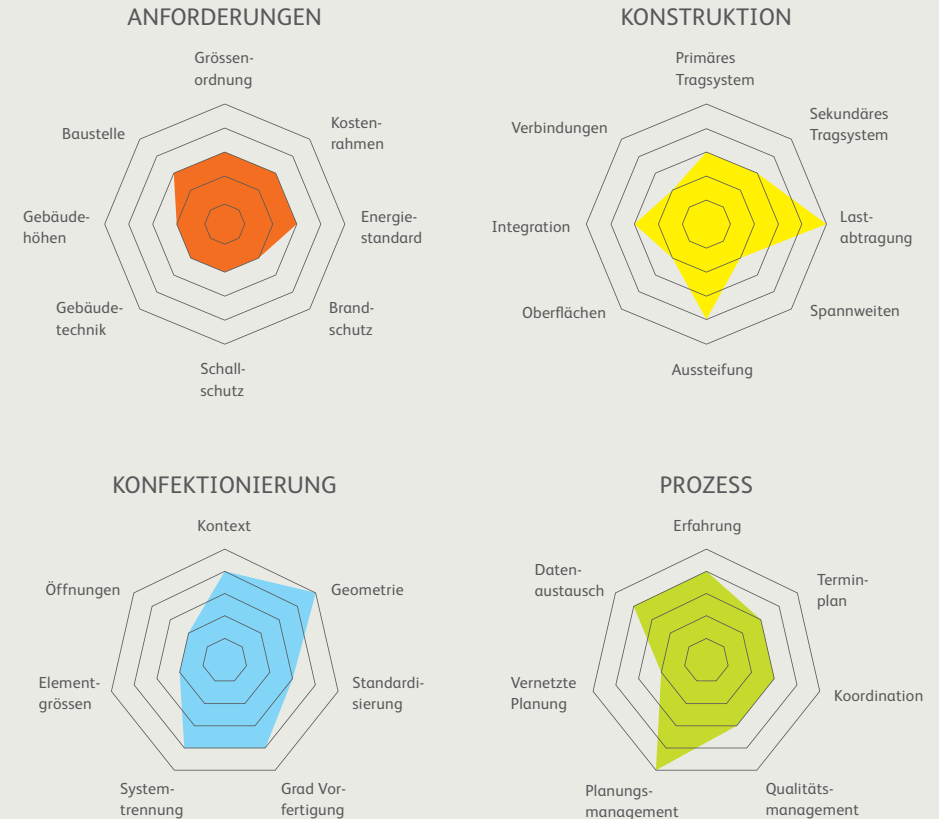 ANFORDERUNGEN
Grössen-
ordnung
Kosten-
rahmen
Energie-
standard
Brand-
schutz
Schall-
schutz
Gebäude-
technik
Gebäude-
höhen
Baustelle
KONSTRUKTION
Primäres
Tragsystem
Sekundäres
Tragsystem
Last-
abtragung
Spannweiten
Aussteifung
Oberflächen
Integration
Verbindungen
KONFEKTIONIERUNG
Kontext
Geometrie
Standardi-
sierung
Grad Vor-
fertigung
System-
trennung
Element-
grössen
Öffnungen
PROZESS
Erfahrung
Termin-
plan
Koordination
Qualitäts-
management
Planungs-
management
Vernetzte
Planung
Daten-
austausch